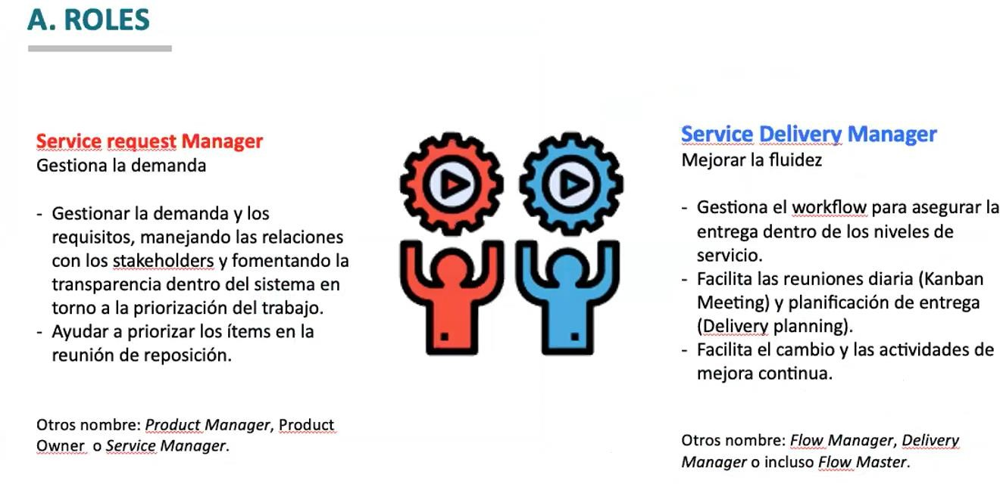 A. ROLES
Service request Manager
Gestiona la demanda
- Gestionar la demanda y los
requisitos, manejando las relaciones
con los stakeholders y fomentando la
transparencia dentro del sistema en
torno a la priorización del trabajo.
- Ayudar a priorizar los ítems en la
reunión de reposición.
Otros nombre: Product Manager, Product
Owner o Service Manager.
Service Delivery Manager
Mejorar la fluidez
- Gestiona el workflow para asegurar la
entrega dentro de los niveles de
servicio.
- Facilita las reuniones diaria (Kanban
Meeting) y planificación de entrega
(Delivery planning).
- Facilita el cambio y las actividades de
mejora continua.
Otros nombre: Flow Manager, Delivery
Manager o incluso Flow Master.